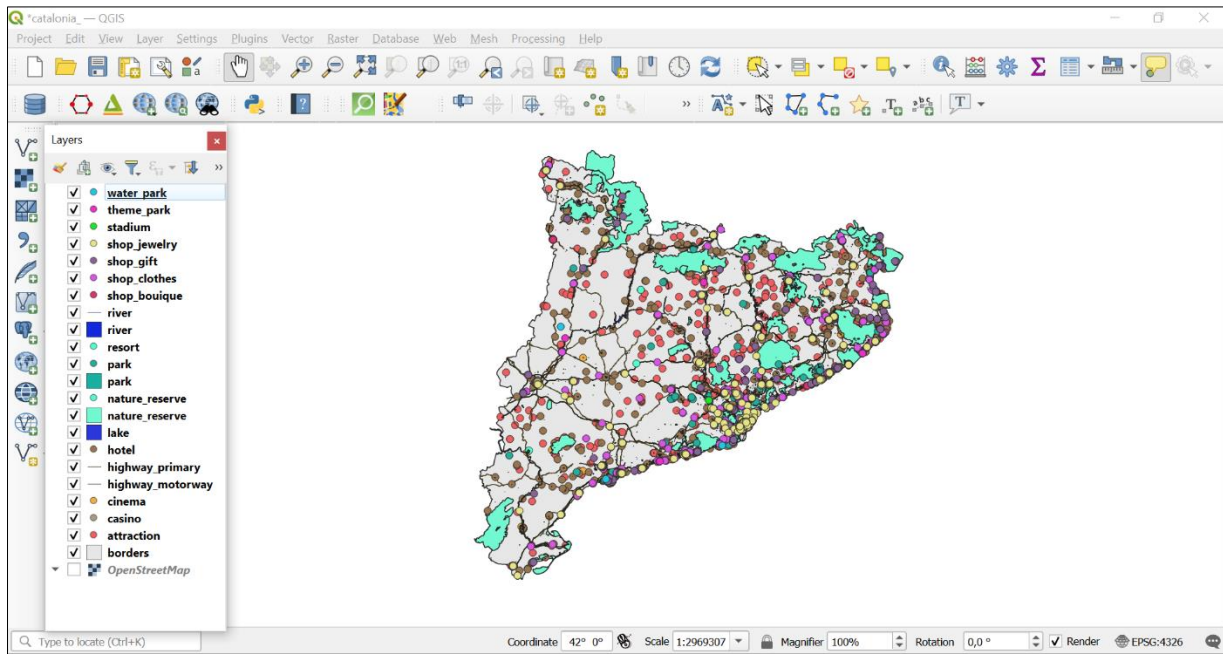 *catalonia_ — QGIS
Project Edit View Layer Settings Plugins Vector Raster Database Web Mesh Processing Help
Layers
water_park
theme_park
stadium
shop_jewelry
shop_gift
shop_clothes
shop_bouique
river
river
resort
park
park
nature_reserve
nature_reserve
lake
hotel
highway_primary
highway_motorway
cinema
casino
attraction
borders
OpenStreetMap
Type to locate (Ctrl+K) Coordinate 42° 0° Scale 1:2969307 Magnifier 100% Rotation 0,0 ° Render EPSG:4326